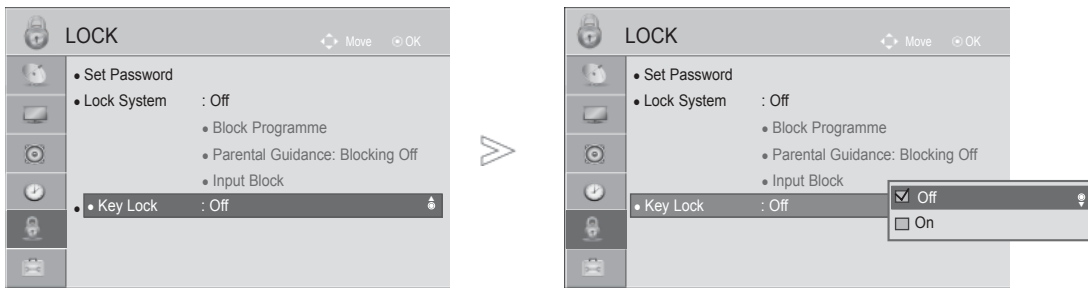 LOCK
Move OK
• Set Password
• Lock System : Off
• Block Programme
• Parental Guidance: Blocking Off
• Input Block
• • Key Lock : Off
LOCK
Move OK
• Set Password
• Lock System : Off
• Block Programme
• Parental Guidance: Blocking Off
• Input Block
• Key Lock : Off
Off
On